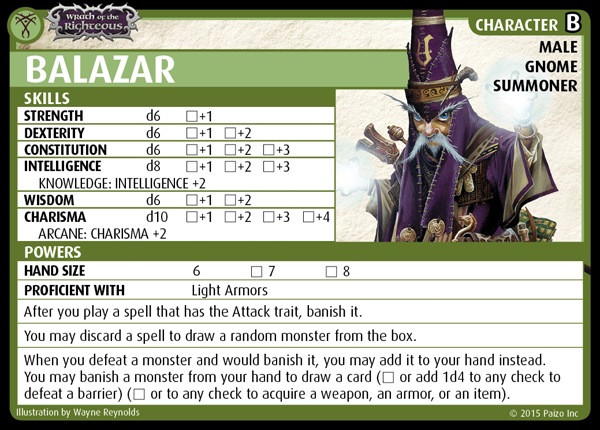 WRATH of the
RIGHTEOUS
CHARACTER B
BALAZAR
MALE
GNOME
SUMMONER
SKILLS
STRENGTH d6 □+1
DEXTERITY d6 □+1 □+2
CONSTITUTION d6 □+1 □+2 □+3
INTELLIGENCE d8 □+1 □+2 □+3
KNOWLEDGE: INTELLIGENCE +2
WISDOM d6 □+1 □+2
CHARISMA d10 □+1 □+2 □+3 □+4
ARCANE: CHARISMA +2
POWERS
HAND SIZE 6 □ 7 □ 8
PROFICIENT WITH Light Armors
After you play a spell that has the Attack trait, banish it.
You may discard a spell to draw a random monster from the box.
When you defeat a monster and would banish it, you may add it to your hand instead.
You may banish a monster from your hand to draw a card (□ or add 1d4 to any check to
defeat a barrier) (□ or to any check to acquire a weapon, an armor, or an item).
Illustration by Wayne Reynolds © 2015 Paizo Inc